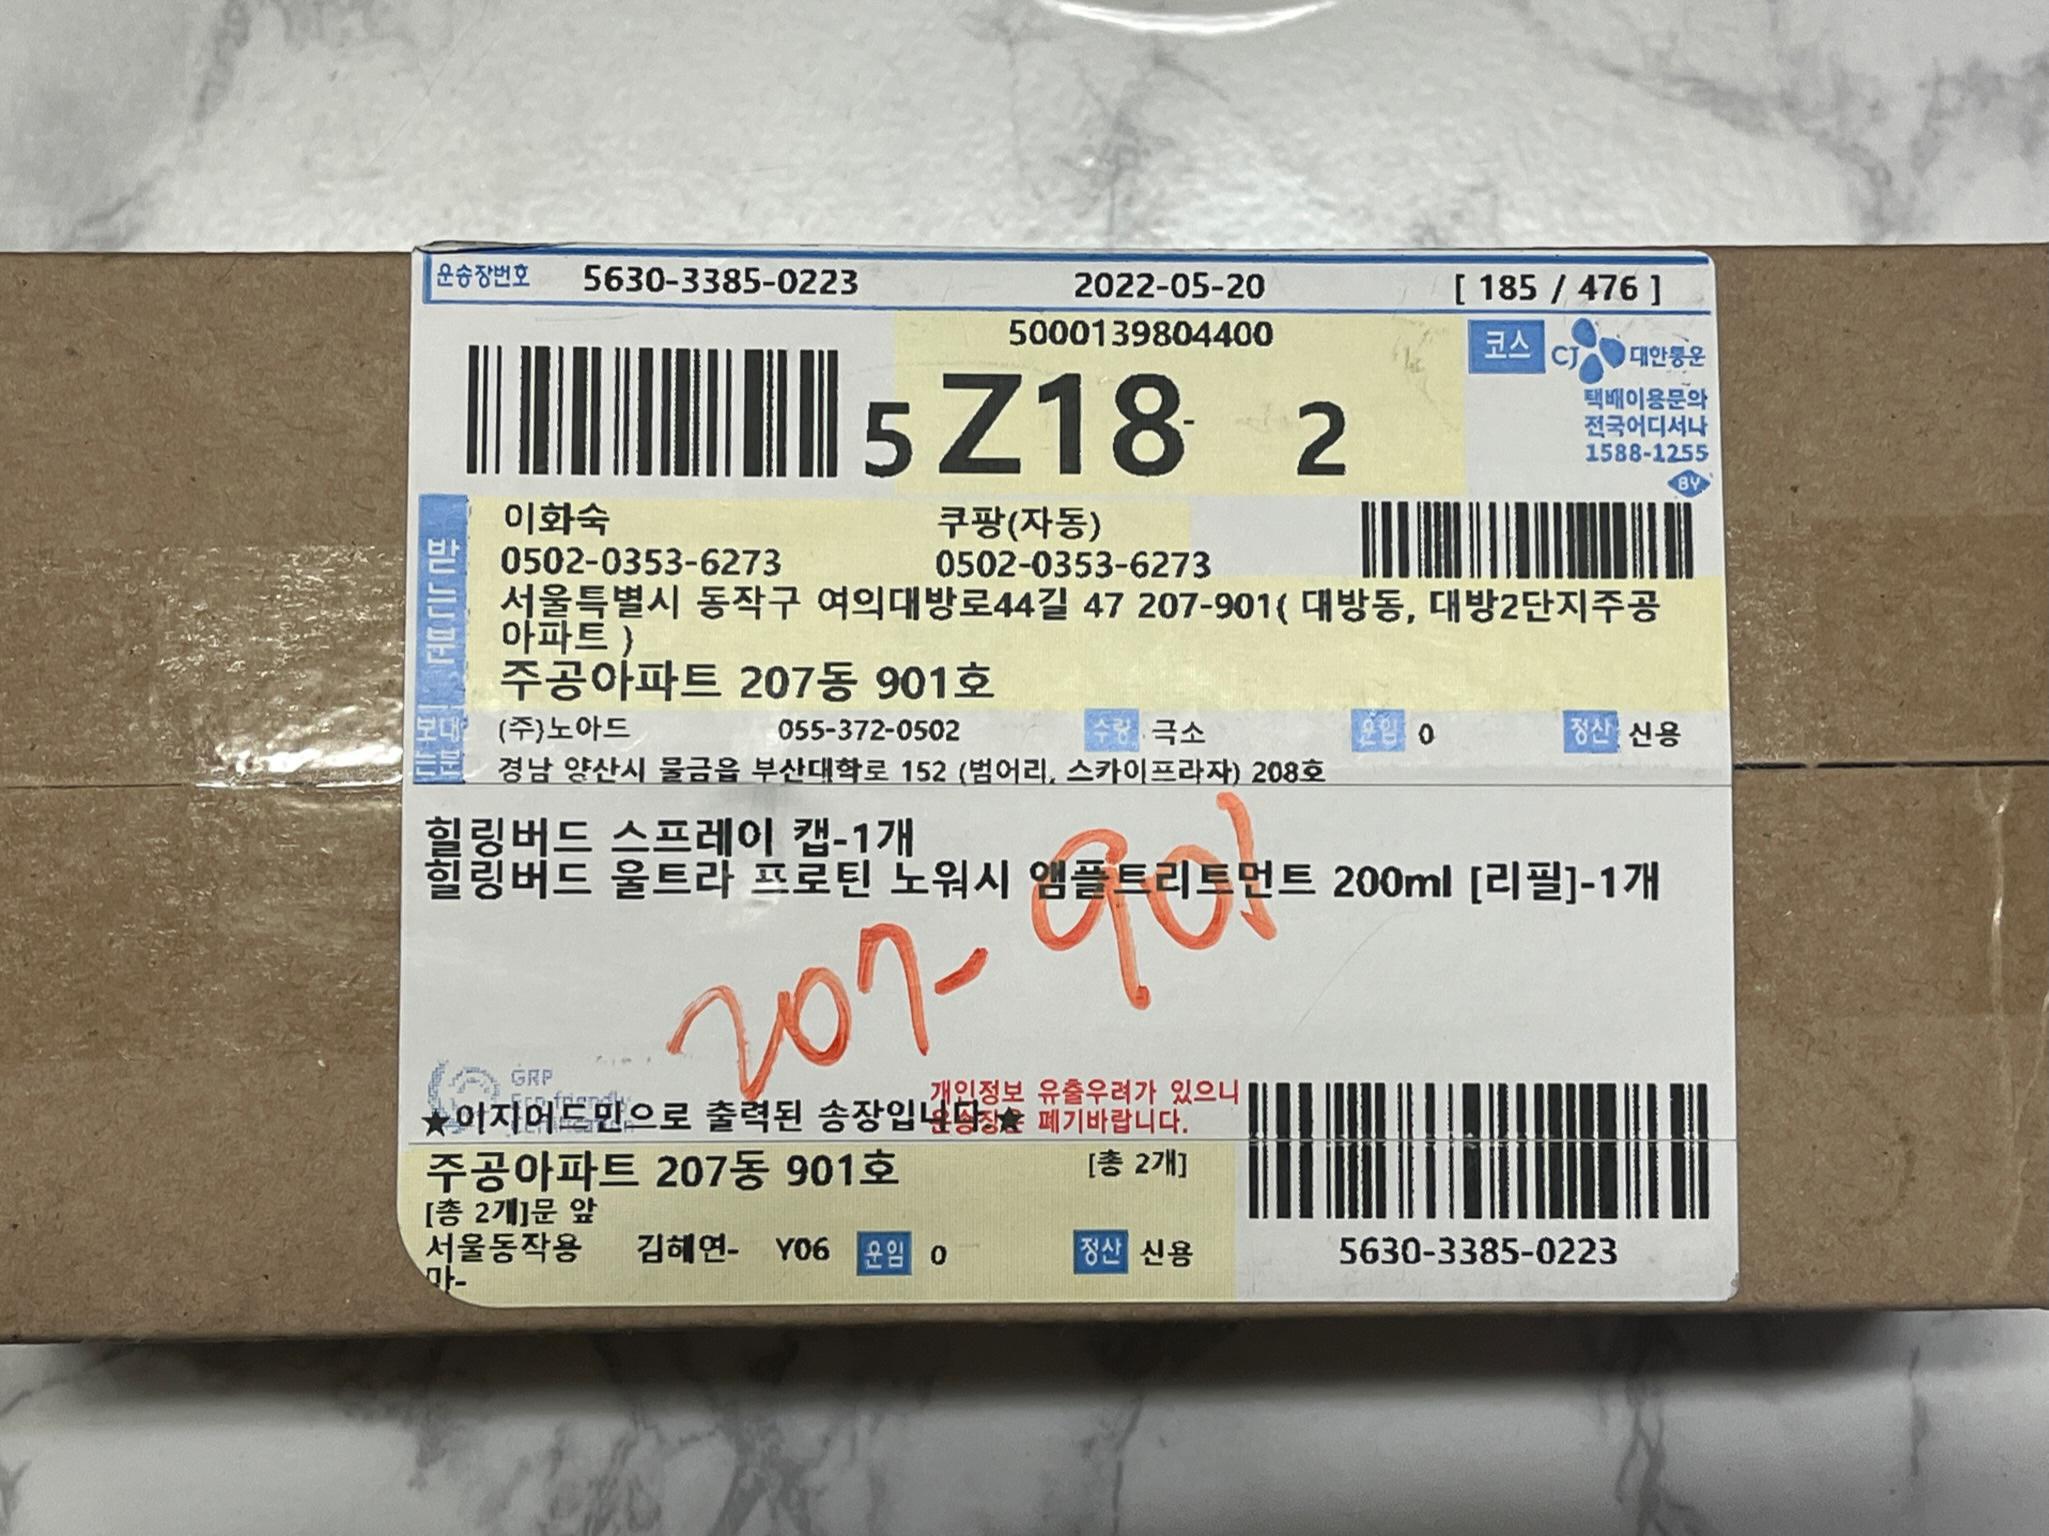 운송장번호 5630-3385-0223 2022-05-20 [ 185 / 476 ]
5000139804400
코스 CJ대한통운
5 Z18- 2
택배이용문의
전국어디서나
1588-1255
BY
받는분
이화숙 쿠팡(자동)
0502-0353-6273 0502-0353-6273
서울특별시 동작구 여의대방로44길 47 207-901( 대방동, 대방2단지주공
아파트 )
주공아파트 207동 901호
보내는분
(주)노아드 055-372-0502 수량 극소 운임 0 정산 신용
경남 양산시 물금읍 부산대학로 152 (범어리, 스카이프라자) 208호
힐링버드 스프레이 캡-1개
힐링버드 울트라 프로틴 노워시 앰플트리트먼트 200ml [리필]-1개
207-901
GRP
Eco friendly
Certification
개인정보 유출우려가 있으니
운송장은 폐기바랍니다.
★이지어드민으로 출력된 송장입니다.★
주공아파트 207동 901호 [총 2개]
[총 2개]문 앞
서울동작용 김혜연- Y06 운임 0 정산 신용
마-
5630-3385-0223